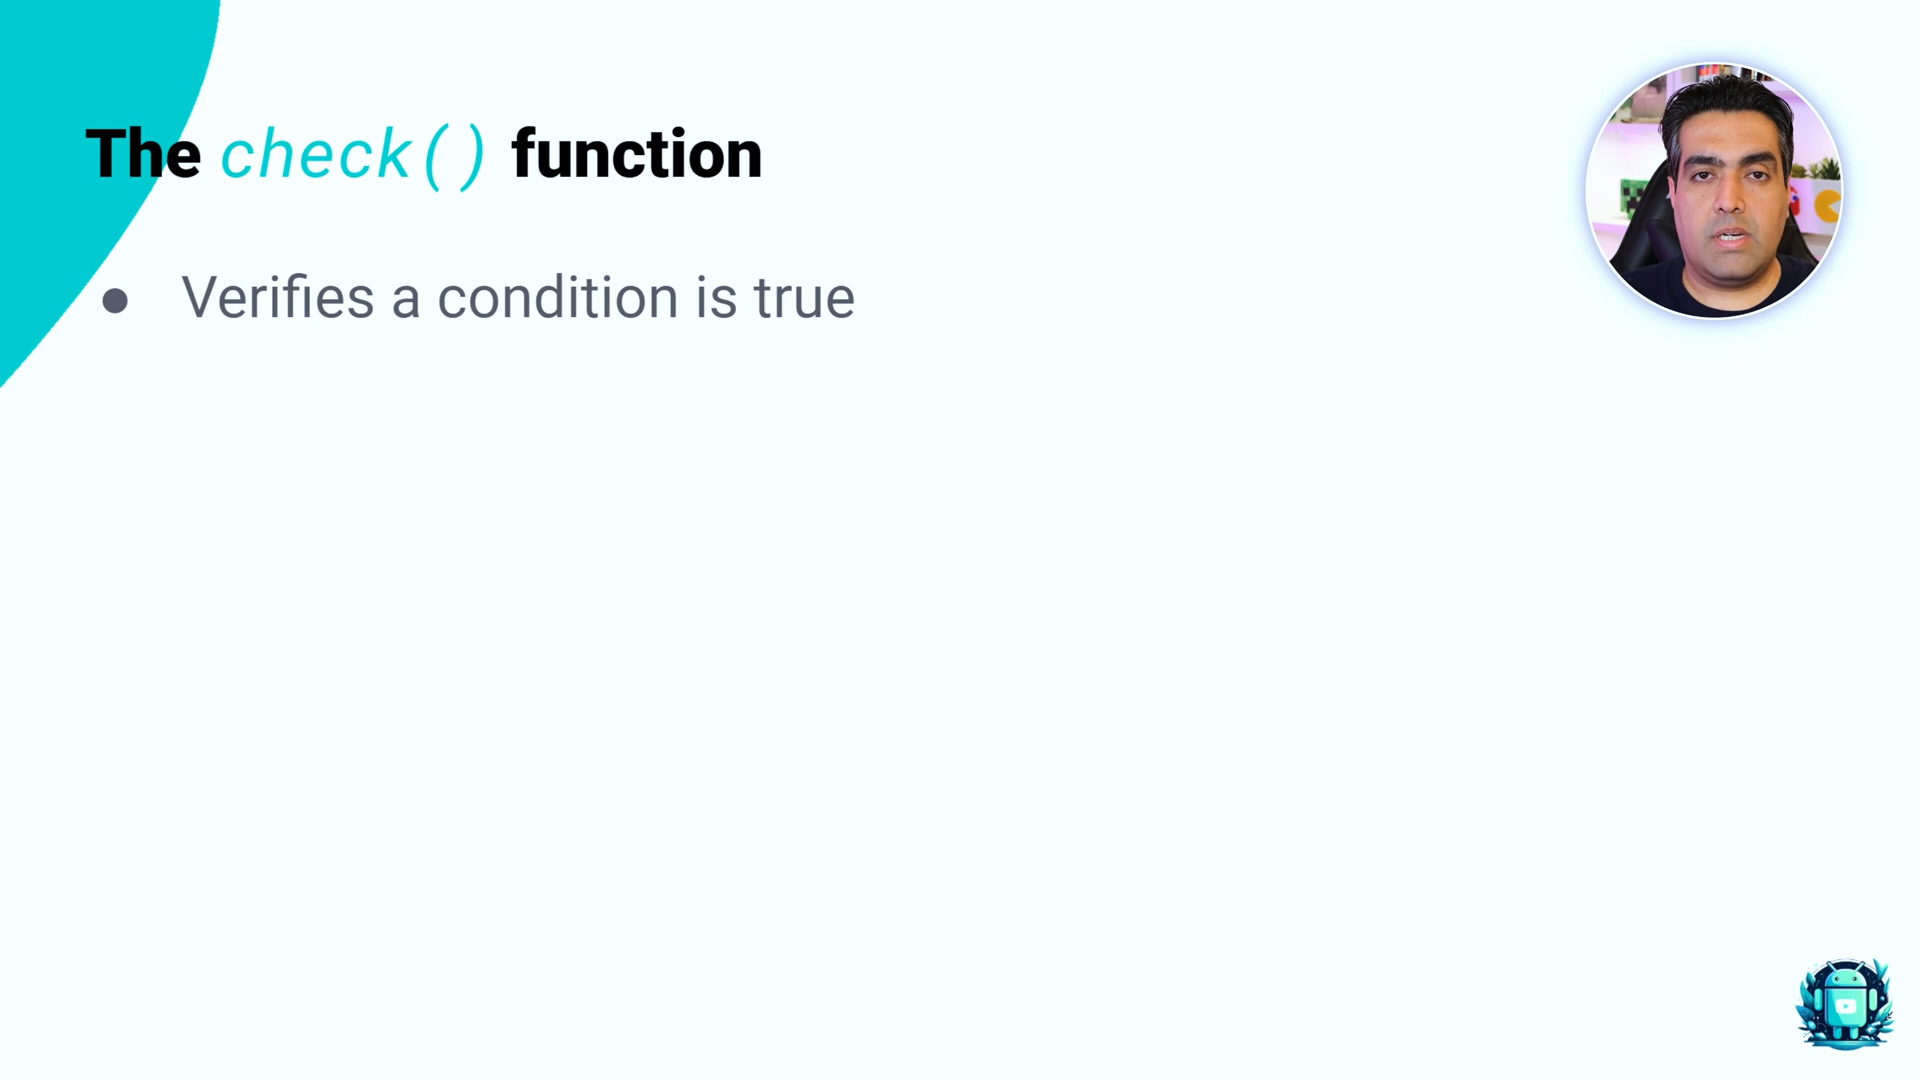 The check() function
● Verifies a condition is true